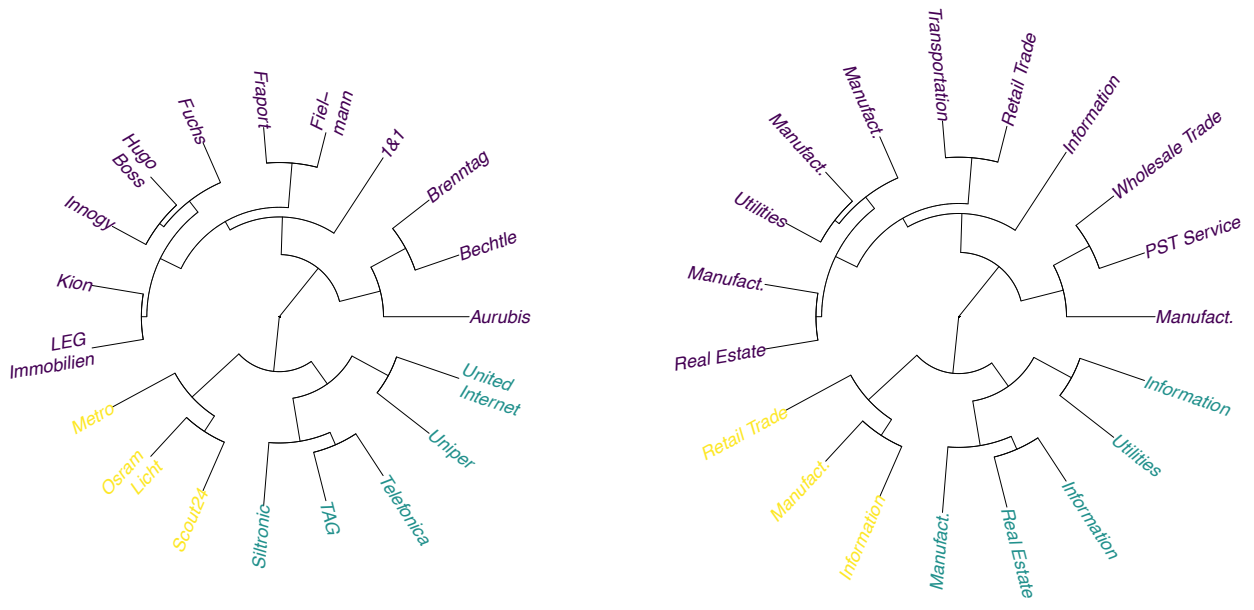 Fraport
Fiel–
mann
1&1
Fuchs
Hugo
Boss
Innogy
Brenntag
Bechtle
Kion
Aurubis
LEG
Immobilien
United
Internet
Metro
Uniper
Osram
Licht
Scout24
Siltronic
TAG
Telefonica
Transportation
Retail Trade
Information
Manufact.
Manufact.
Utilities
Wholesale Trade
PST Service
Manufact.
Manufact.
Real Estate
Information
Retail Trade
Utilities
Manufact.
Information
Manufact.
Real Estate
Information